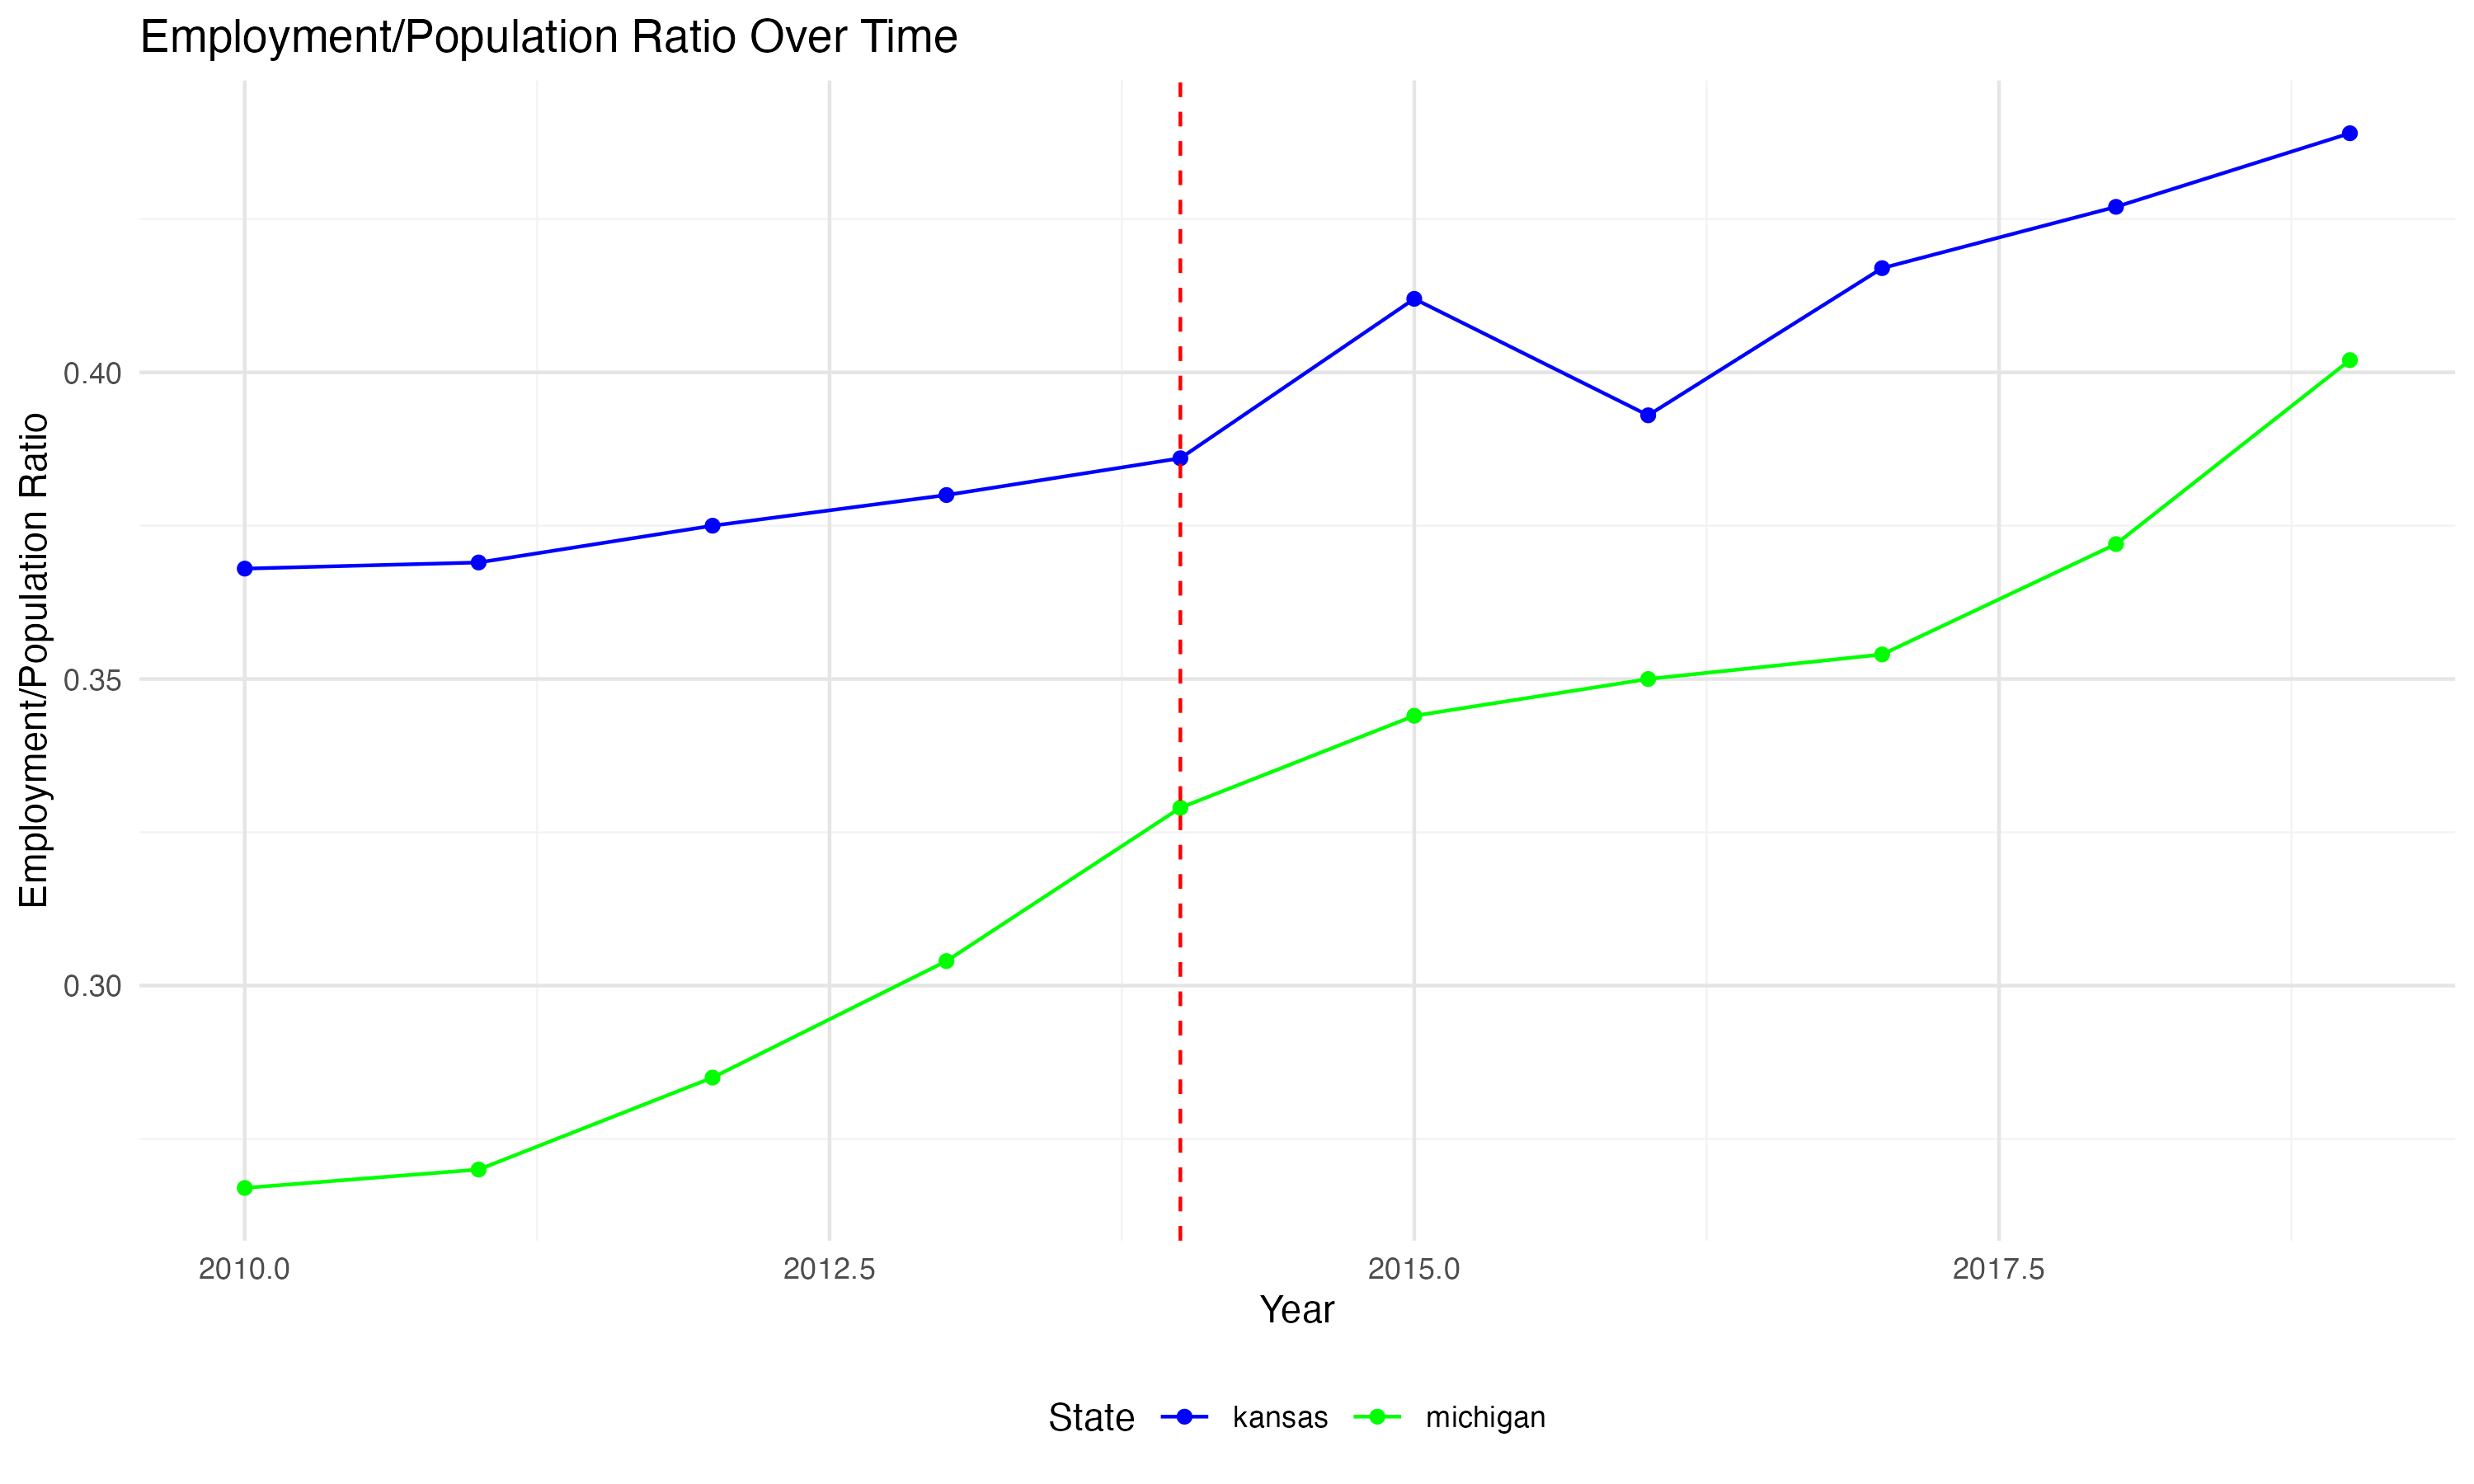 Employment/Population Ratio Over Time
Employment/Population Ratio
0.40
0.35
0.30
2010.0 2012.5 2015.0 2017.5
Year
State kansas michigan